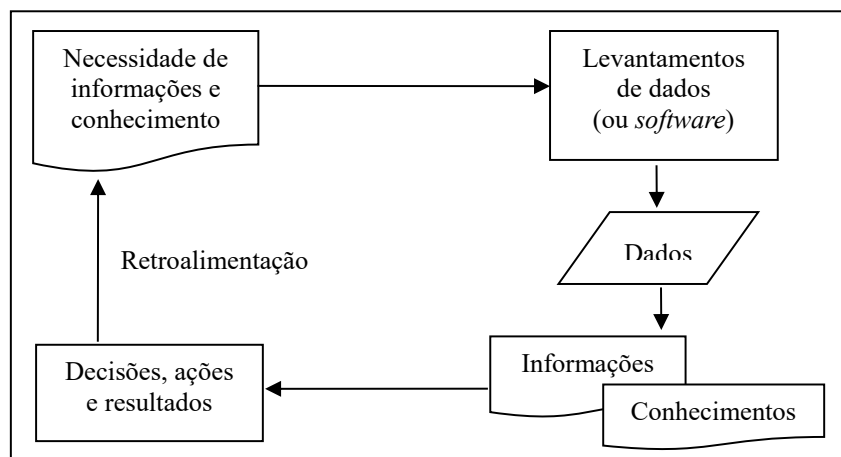 Necessidade de
informações e
conhecimento
Levantamentos
de dados
(ou software)
Dados
Retroalimentação
Informações
Conhecimentos
Decisões, ações
e resultados